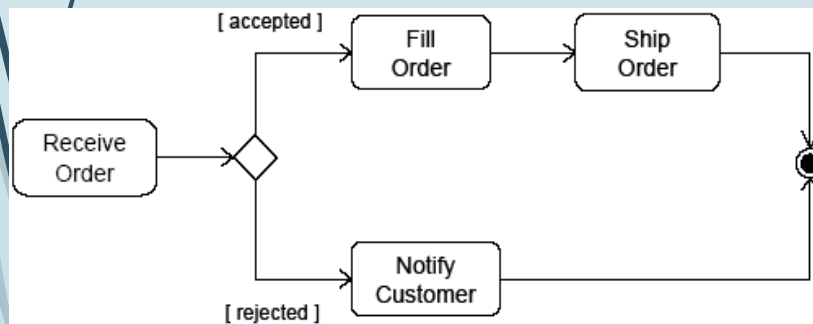 [ accepted ]
Fill
Order
Ship
Order
Receive
Order
Notify
Customer
[ rejected ]